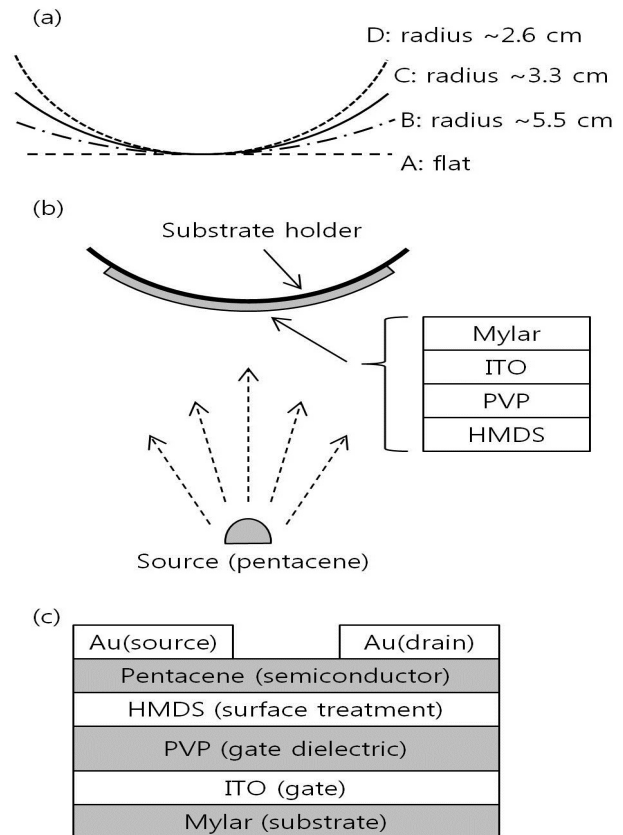 (a)
D: radius ~2.6 cm
C: radius ~3.3 cm
B: radius ~5.5 cm
A: flat
(b)
Substrate holder
Mylar
ITO
PVP
HMDS
Source (pentacene)
(c)
Au(source)
Au(drain)
Pentacene (semiconductor)
HMDS (surface treatment)
PVP (gate dielectric)
ITO (gate)
Mylar (substrate)